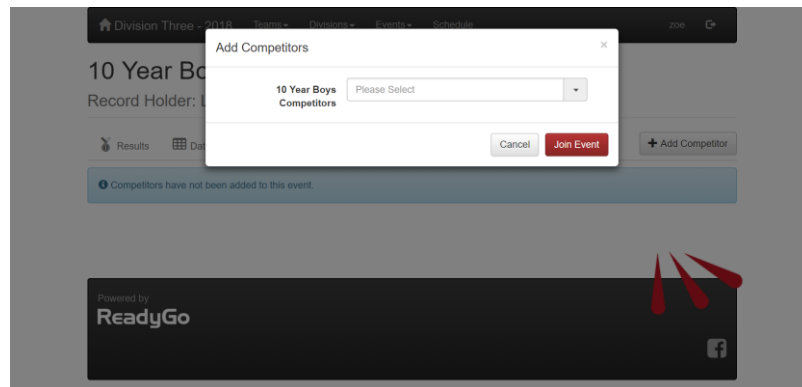 Division Three - 2018 Teams Divisions Events Schedule zoe
Add Competitors ×
10 Year Bo
Record Holder: L
10 Year Boys
Competitors
Please Select
Cancel Join Event
Results Dat
Add Competitor
Competitors have not been added to this event.
Powered by
ReadyGo